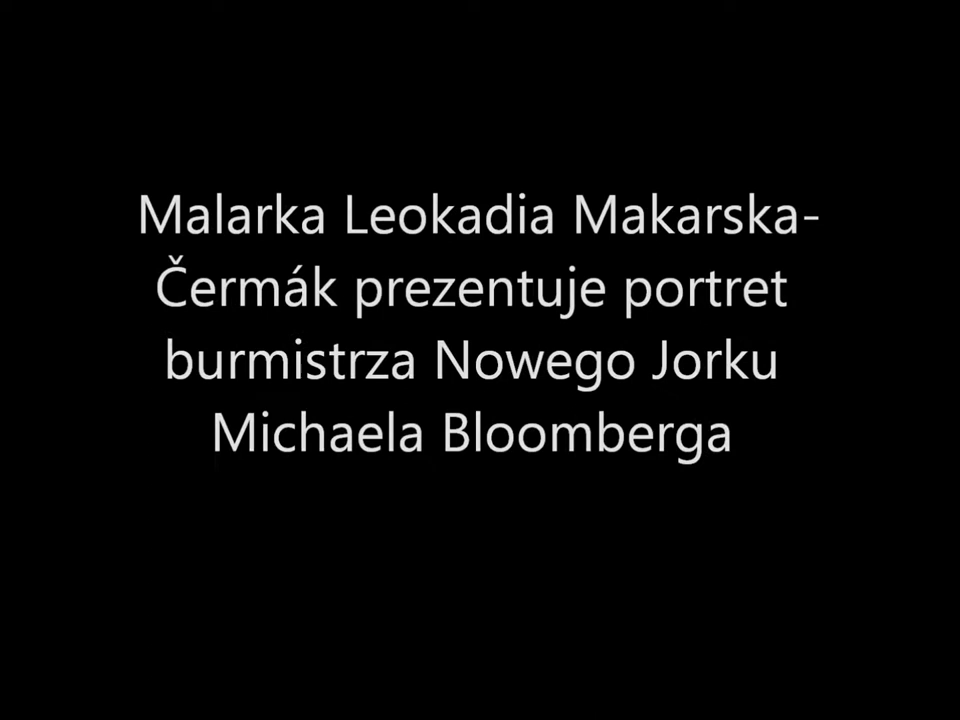 Malarka Leokadia Makarska-
Čermák prezentuje portret
burmistrza Nowego Jorku
Michaela Bloomberga